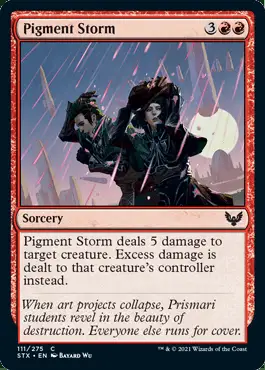 Pigment Storm 3
Sorcery
Pigment Storm deals 5 damage to
target creature. Excess damage is
dealt to that creature's controller
instead.
When art projects collapse, Prismari
students revel in the beauty of
destruction. Everyone else runs for cover.
111/275 C
STX • EN Bayard Wu
™ & © 2021 Wizards of the Coast